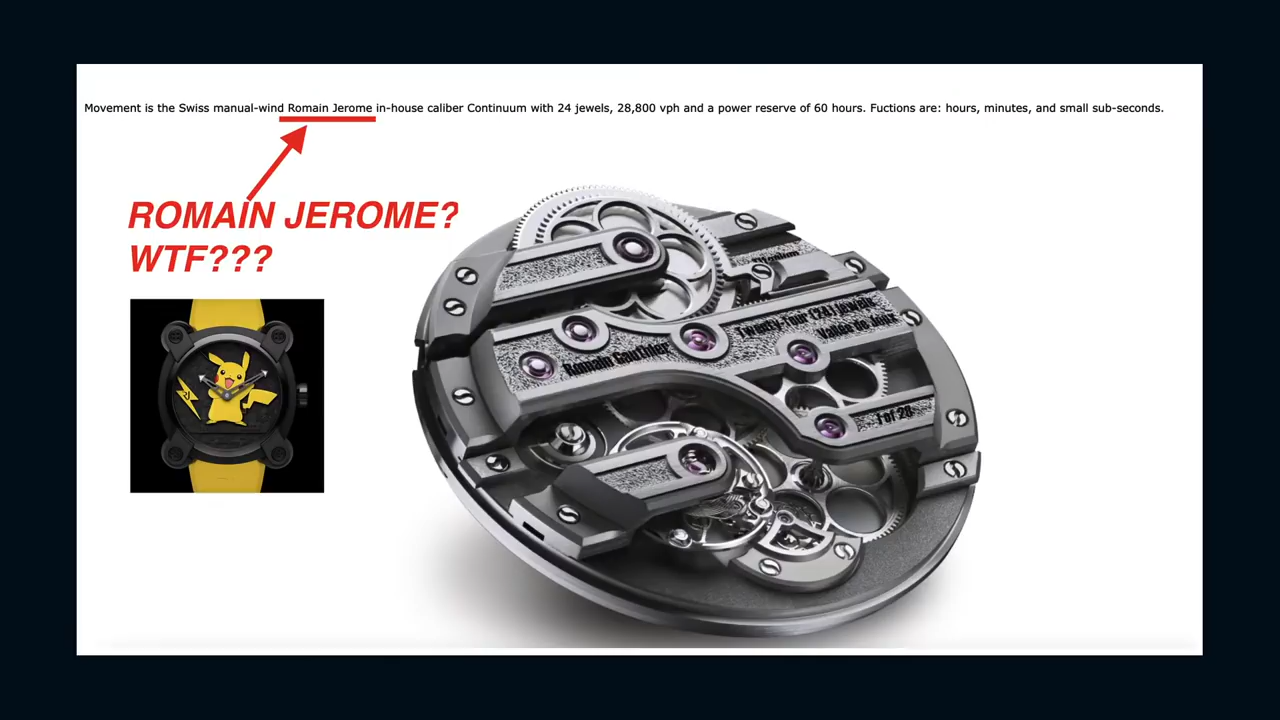 Movement is the Swiss manual-wind Romain Jerome in-house caliber Continuum with 24 jewels, 28,800 vph and a power reserve of 60 hours. Fuctions are: hours, minutes, and small sub-seconds.
ROMAIN JEROME?
WTF???
Titanium
Twenty-Four (24) Jewels
Vallée de Joux
Romain Gauthier
1 of 28